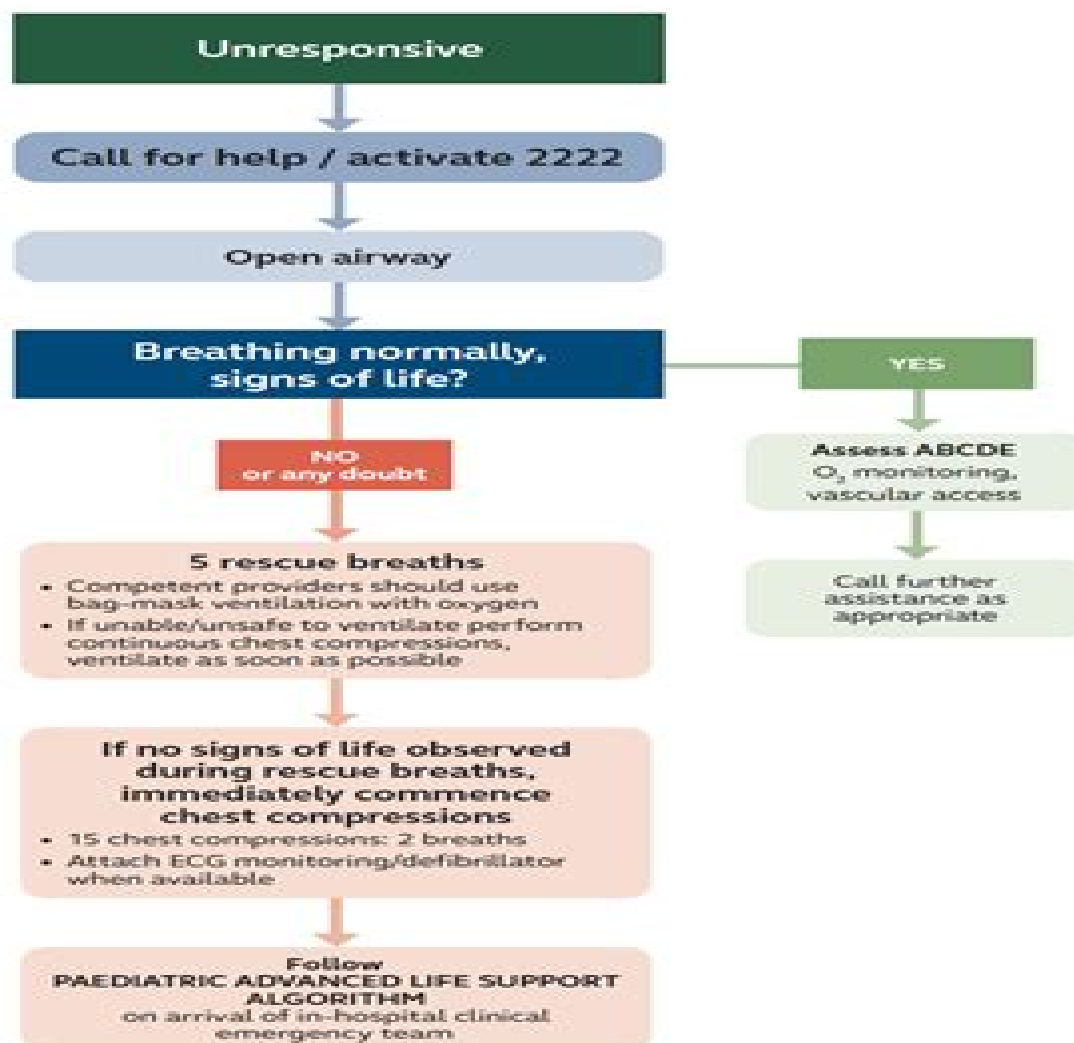 Unresponsive
Call for help / activate 2222
Open airway
Breathing normally,
signs of life?
YES
NO
or any doubt
Assess ABCDE
O₂ monitoring,
vascular access
Call further
assistance as
appropriate
5 rescue breaths
• Competent providers should use
bag-mask ventilation with oxygen
• If unable/unsafe to ventilate perform
continuous chest compressions,
ventilate as soon as possible
If no signs of life observed
during rescue breaths,
immediately commence
chest compressions
• 15 chest compressions: 2 breaths
• Attach ECG monitoring/defibrillator
when available
Follow
PAEDIATRIC ADVANCED LIFE SUPPORT
ALGORITHM
on arrival of in-hospital clinical
emergency team